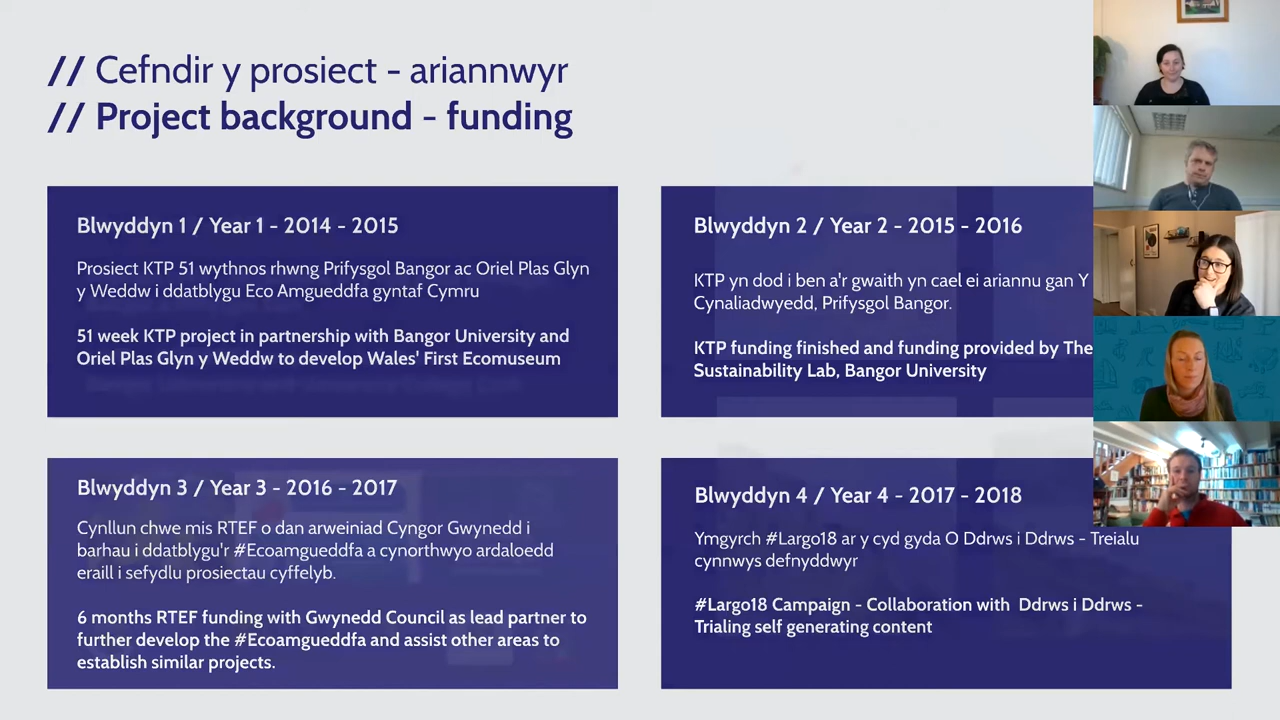 // Cefndir y prosiect - ariannwyr
// Project background - funding
Blwyddyn 1 / Year 1 - 2014 - 2015
Prosiect KTP 51 wythnos rhwng Prifysgol Bangor ac Oriel Plas Glyn
y Weddw i ddatblygu Eco Amgueddfa gyntaf Cymru
51 week KTP project in partnership with Bangor University and
Oriel Plas Glyn y Weddw to develop Wales' First Ecomuseum
Blwyddyn 2 / Year 2 - 2015 - 2016
KTP yn dod i ben a'r gwaith yn cael ei ariannu gan Y
Cynaliadwyedd, Prifysgol Bangor.
KTP funding finished and funding provided by The
Sustainability Lab, Bangor University
Blwyddyn 3 / Year 3 - 2016 - 2017
Cynllun chwe mis RTEF o dan arweiniad Cyngor Gwynedd i
barhau i ddatblygu'r #Ecoamgueddfa a cynorthwyo ardaloedd
eraill i sefydlu prosiectau cyffelyb.
6 months RTEF funding with Gwynedd Council as lead partner to
further develop the #Ecoamgueddfa and assist other areas to
establish similar projects.
Blwyddyn 4 / Year 4 - 2017 - 2018
Ymgyrch #Largo18 ar y cyd gyda O Ddrws i Ddrws - Treialu
cynnwys defnyddwyr
#Largo18 Campaign - Collaboration with Ddrws i Ddrws -
Trialing self generating content